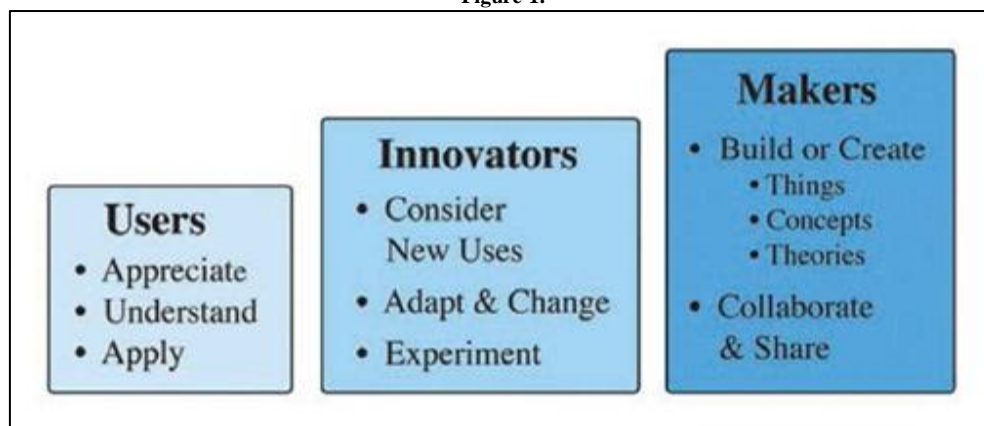 Figure 1.
Users
• Appreciate
• Understand
• Apply
Innovators
• Consider
New Uses
• Adapt & Change
• Experiment
Makers
• Build or Create
• Things
• Concepts
• Theories
• Collaborate
& Share